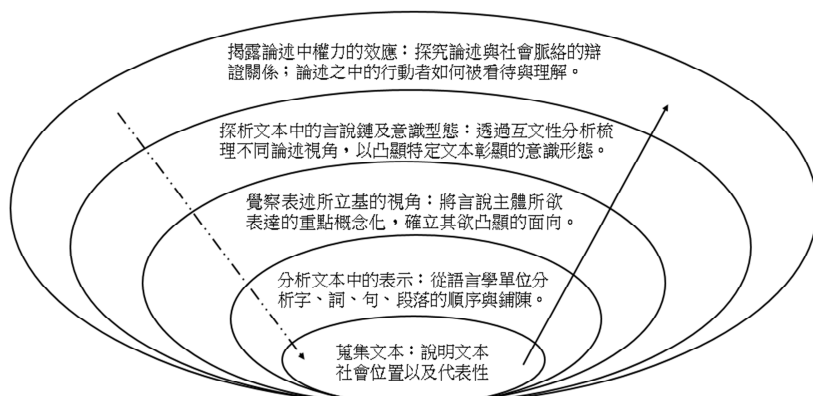 揭露論述中權力的效應：探究論述與社會脈絡的辯
證關係；論述之中的行動者如何被看待與理解。
探析文本中的言說鏈及意識型態：透過互文性分析梳
理不同論述視角，以凸顯特定文本彰顯的意識形態。
覺察表述所立基的視角：將言說主體所欲
表達的重點概念化，確立其欲凸顯的面向。
分析文本中的表示：從語言學單位分
析字、詞、句、段落的順序與鋪陳。
蒐集文本：說明文本
社會位置以及代表性